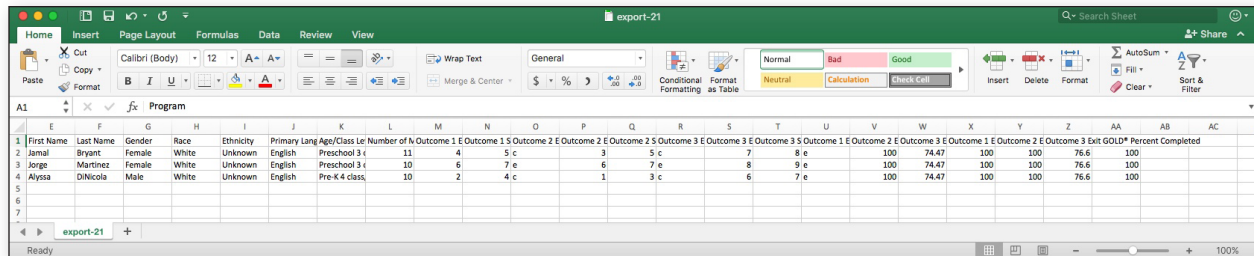 export-21
Search Sheet
Home Insert Page Layout Formulas Data Review View
Share
Paste
Cut
Copy
Format
Calibri (Body) 12 A A
B I U A
Wrap Text
Merge & Center
General
$ % )
.0 .00
.00 .0
Conditional Formatting
Format as Table
Normal Bad Good
Neutral Calculation Check Cell
Insert Delete Format
AutoSum
Fill
Clear
Sort & Filter
A1 fx Program
E F G H I J K L M N O P Q R S T U V W X Y Z AA AB AC
1 First Name Last Name Gender Race Ethnicity Primary Lang Age/Class Le Number of M Outcome 1 E Outcome 1 S Outcome 2 E Outcome 2 E Outcome 2 S Outcome 3 E Outcome 3 E Outcome 3 S Outcome 1 E Outcome 2 E Outcome 3 E Outcome 1 E Outcome 2 E Outcome 3 Exit GOLD® Percent Completed
2 Jamal Bryant Female White Unknown English Preschool 3 c 11 4 5 c 3 5 c 7 8 e 100 74.47 100 100 76.6 100
3 Jorge Martinez Female White Unknown English Preschool 3 c 10 6 7 e 6 7 e 8 9 e 100 74.47 100 100 76.6 100
4 Alyssa DiNicola Male White Unknown English Pre-K 4 class, 10 2 4 c 1 3 c 6 7 e 100 74.47 100 100 76.6 100
5
6
7
export-21 +
Ready
100%